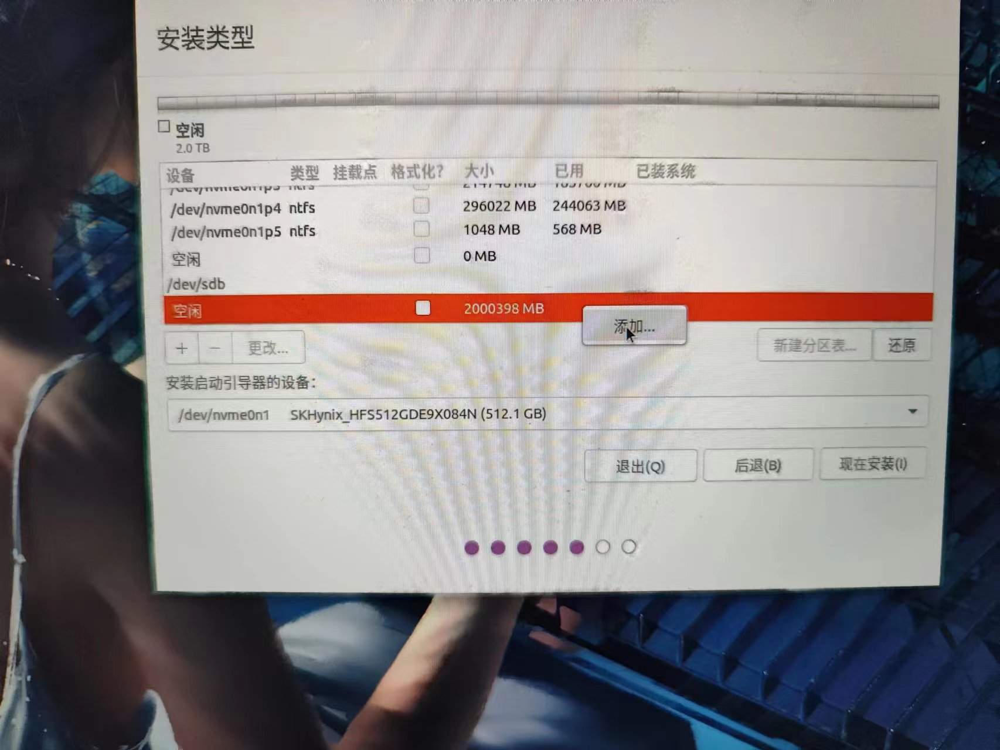 安装类型
空闲
2.0 TB
设备 类型 挂载点 格式化? 大小 已用 已装系统
/dev/nvme0n1p4 ntfs 296022 MB 244063 MB
/dev/nvme0n1p5 ntfs 1048 MB 568 MB
空闲 0 MB
/dev/sdb
空闲 2000398 MB
添加...
+ − 更改... 新建分区表... 还原
安装启动引导器的设备:
/dev/nvme0n1 SKHynix_HFS512GDE9X084N (512.1 GB)
退出(Q) 后退(B) 现在安装(I)